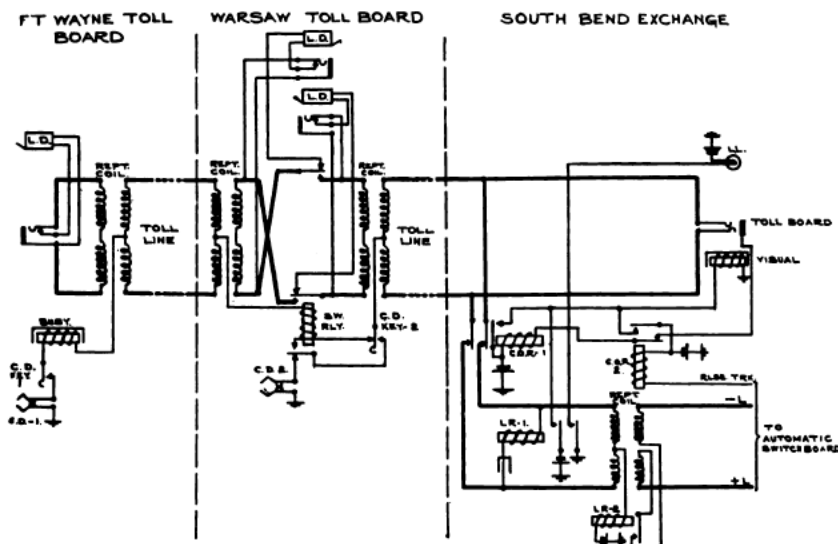 FT WAYNE TOLL
BOARD
WARSAW TOLL BOARD
SOUTH BEND EXCHANGE
L.D.
L.D.
L.D.
REPT.
COIL.
REPT.
COIL.
REPT.
COIL.
TOLL
LINE
TOLL
LINE
TOLL BOARD
VISUAL
SW.
RLY.
C.D.
KEY-2
C.D.
KEY
1
C.D.-1.
C.D.2.
C.O.R.-1
C.O.R.
2.
RLSE. TRK.
REPT.
COIL
LR-1.
LR-2.
-L
+L
TO
AUTOMATIC
SWITCHBOARD